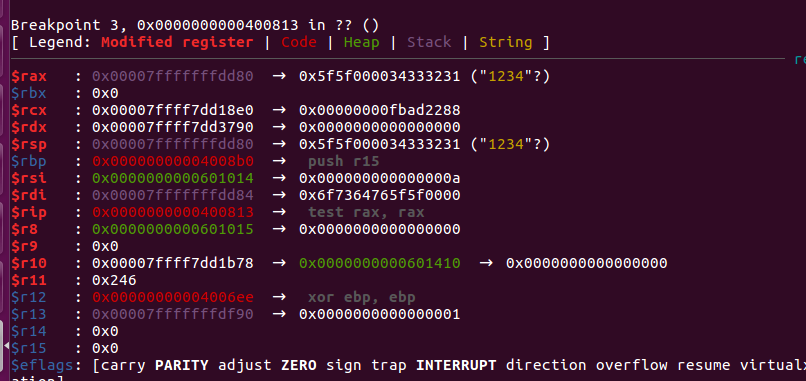 Breakpoint 3, 0x0000000000400813 in ?? ()
[ Legend: Modified register | Code | Heap | Stack | String ]
re
$rax   : 0x00007fffffffdd80  →  0x5f5f000034333231 ("1234"?)
$rbx   : 0x0
$rcx   : 0x00007ffff7dd18e0  →  0x00000000fbad2288
$rdx   : 0x00007ffff7dd3790  →  0x0000000000000000
$rsp   : 0x00007fffffffdd80  →  0x5f5f000034333231 ("1234"?)
$rbp   : 0x00000000004008b0  →   push r15
$rsi   : 0x0000000000601014  →  0x000000000000000a
$rdi   : 0x00007fffffffdd84  →  0x6f7364765f5f0000
$rip   : 0x0000000000400813  →   test rax, rax
$r8    : 0x0000000000601015  →  0x0000000000000000
$r9    : 0x0
$r10   : 0x00007ffff7dd1b78  →  0x0000000000601410  →  0x0000000000000000
$r11   : 0x246
$r12   : 0x00000000004006ee  →   xor ebp, ebp
$r13   : 0x00007fffffffdf90  →  0x0000000000000001
$r14   : 0x0
$r15   : 0x0
$eflags: [carry PARITY adjust ZERO sign trap INTERRUPT direction overflow resume virtualx
ation]